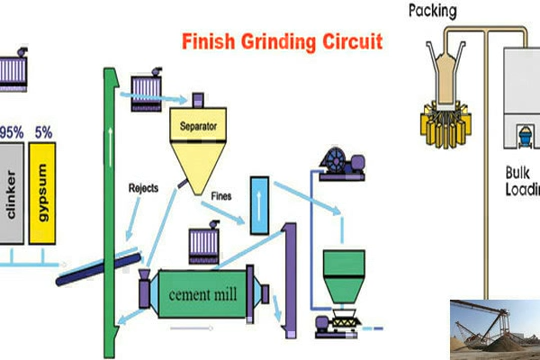 Packing
Finish Grinding Circuit
95% 5%
clinker
gypsum
Separator
Rejects
Fines
cement mill
Bulk
Loadin